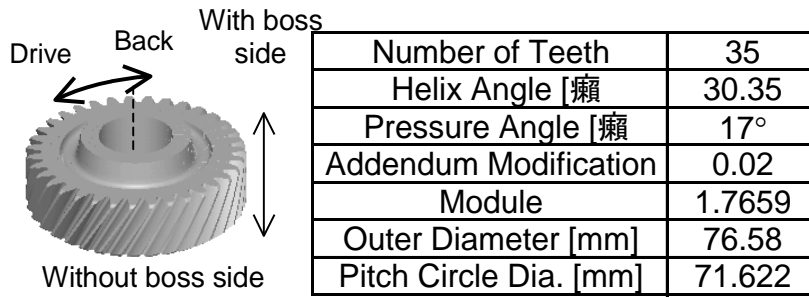 With boss
side
Drive
Back
Without boss side
Number of Teeth 35
Helix Angle [癩 30.35
Pressure Angle [癩 17°
Addendum Modification 0.02
Module 1.7659
Outer Diameter [mm] 76.58
Pitch Circle Dia. [mm] 71.622